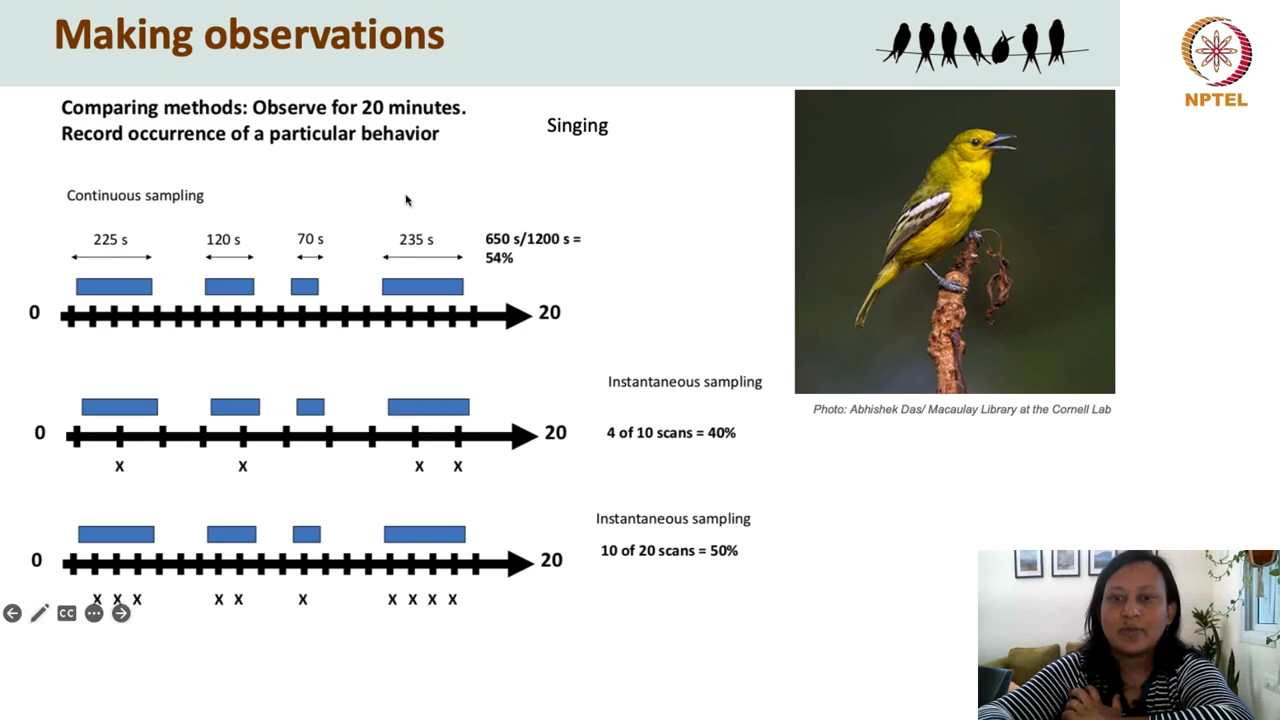 Making observations
NPTEL
Comparing methods: Observe for 20 minutes.
Record occurrence of a particular behavior
Singing
Continuous sampling
225 s
120 s
70 s
235 s
650 s/1200 s =
54%
0
20
Photo: Abhishek Das/ Macaulay Library at the Cornell Lab
Instantaneous sampling
0
20
4 of 10 scans = 40%
X X X X
Instantaneous sampling
10 of 20 scans = 50%
0
20
X X X X X X X X X X
CC